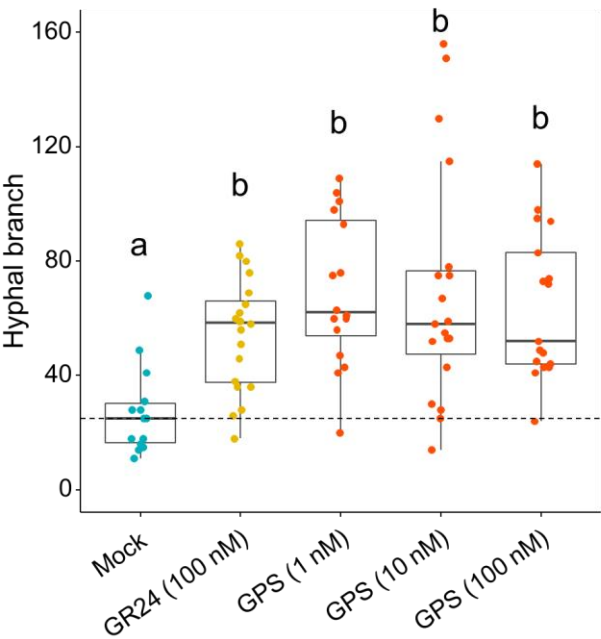 b
160
b
b
120
b
a
80
40
0
Hyphal branch
Mock
GR24 (100 nM)
GPS (1 nM)
GPS (10 nM)
GPS (100 nM)